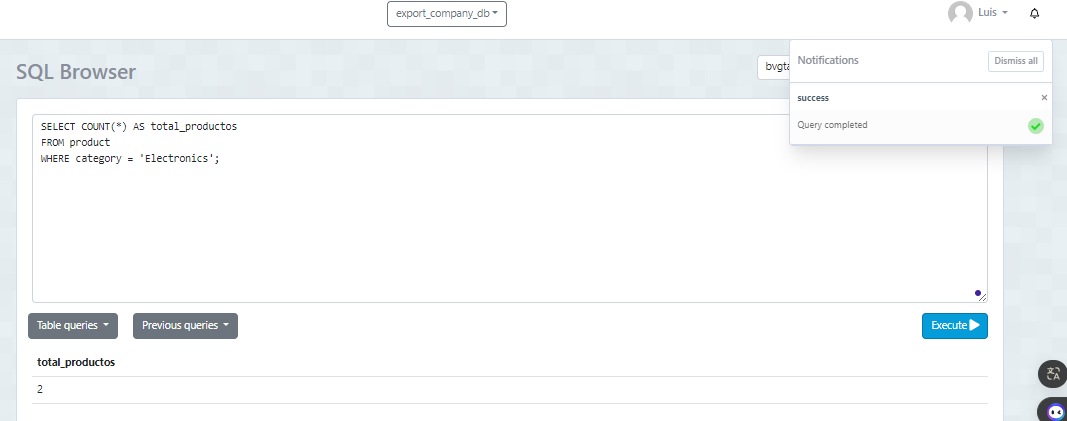 export_company_db
Luis
SQL Browser
Notifications
Dismiss all
success
×
Query completed
SELECT COUNT(*) AS total_productos
FROM product
WHERE category = 'Electronics';
Table queries
Previous queries
Execute
total_productos
2